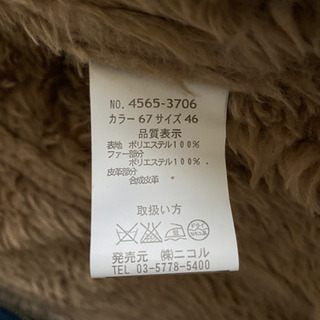 NO. 4565-3706
カラー 67 サイズ 46
品質表示
表地 ポリエステル100%
ファー部分
ポリエステル100%
皮革部分
合成皮革
取扱い方
発売元 ㈱ニコル
TEL 03-5778-5400